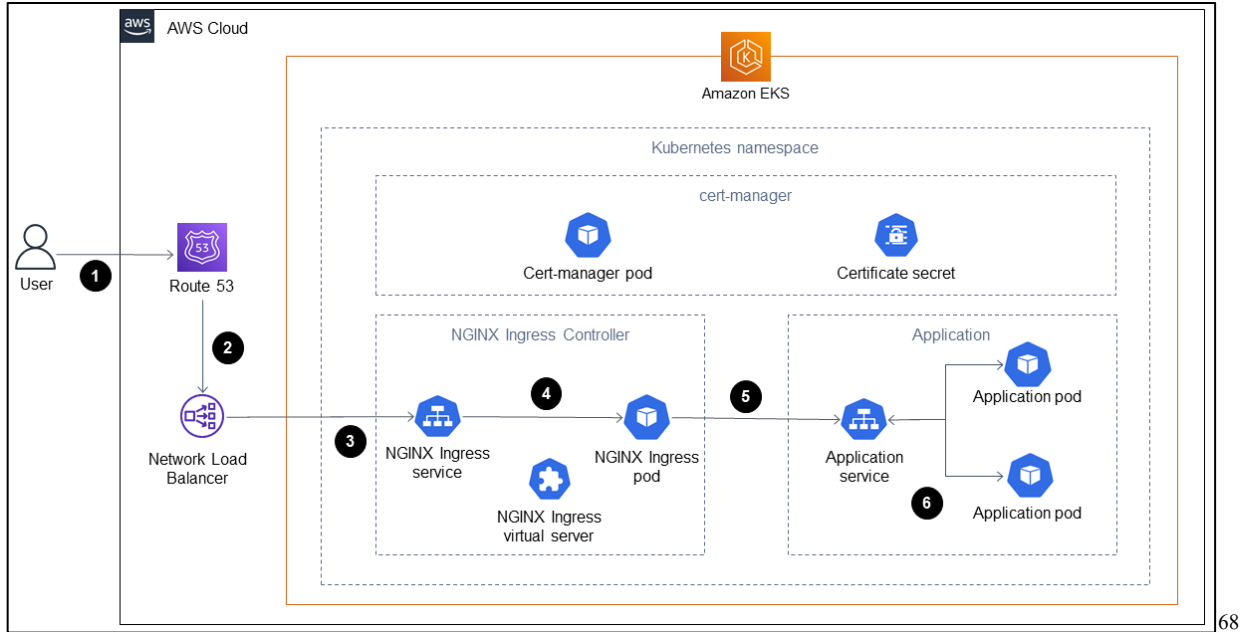 aws
AWS Cloud
Amazon EKS
Kubernetes namespace
cert-manager
Cert-manager pod
Certificate secret
User
1
53
Route 53
2
NGINX Ingress Controller
Application
Application pod
3
4
5
NGINX Ingress
service
NGINX Ingress
pod
NGINX Ingress
virtual server
Application
service
6
Application pod
Network Load
Balancer
K
68